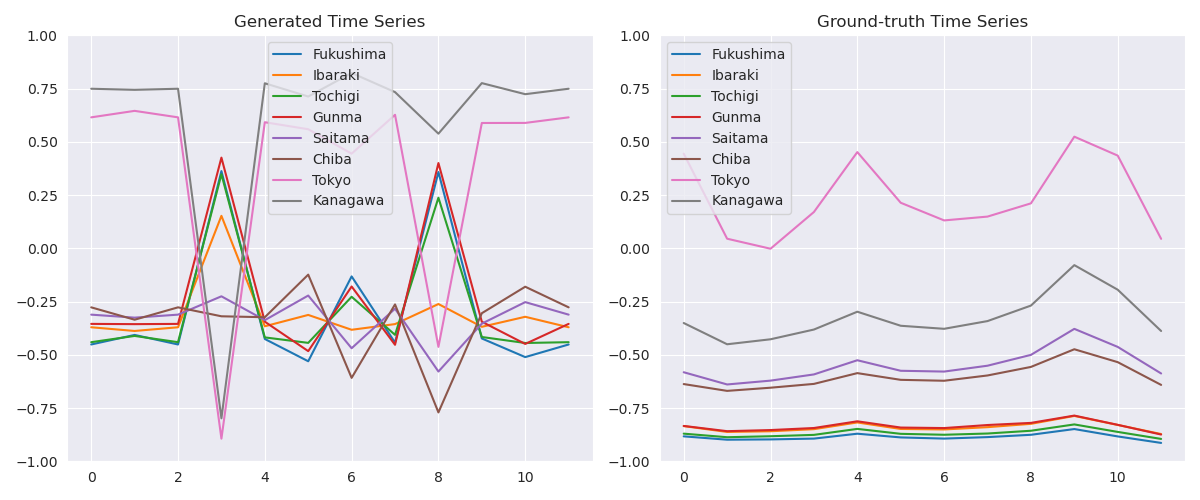 Generated Time Series
1.00
0.75
0.50
0.25
0.00
−0.25
−0.50
−0.75
−1.00
0 2 4 6 8 10
Fukushima
Ibaraki
Tochigi
Gunma
Saitama
Chiba
Tokyo
Kanagawa
Ground-truth Time Series
1.00
0.75
0.50
0.25
0.00
−0.25
−0.50
−0.75
−1.00
0 2 4 6 8 10
Fukushima
Ibaraki
Tochigi
Gunma
Saitama
Chiba
Tokyo
Kanagawa